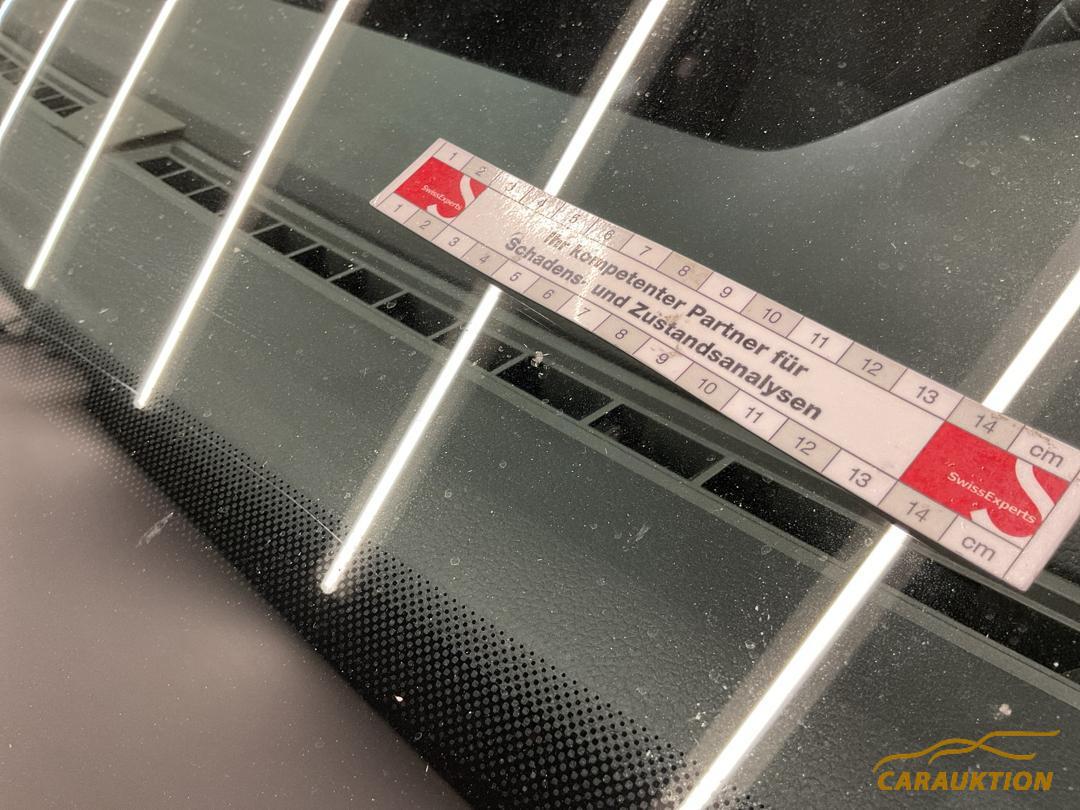 1 2 3 4 5 6 7 8 9 10 11 12 13 14 cm
SwissExperts
Ihr kompetenter Partner für
Schadens- und Zustandsanalysen
SwissExperts
1 2 3 4 5 6 7 8 9 10 11 12 13 14 cm
CARAUKTION